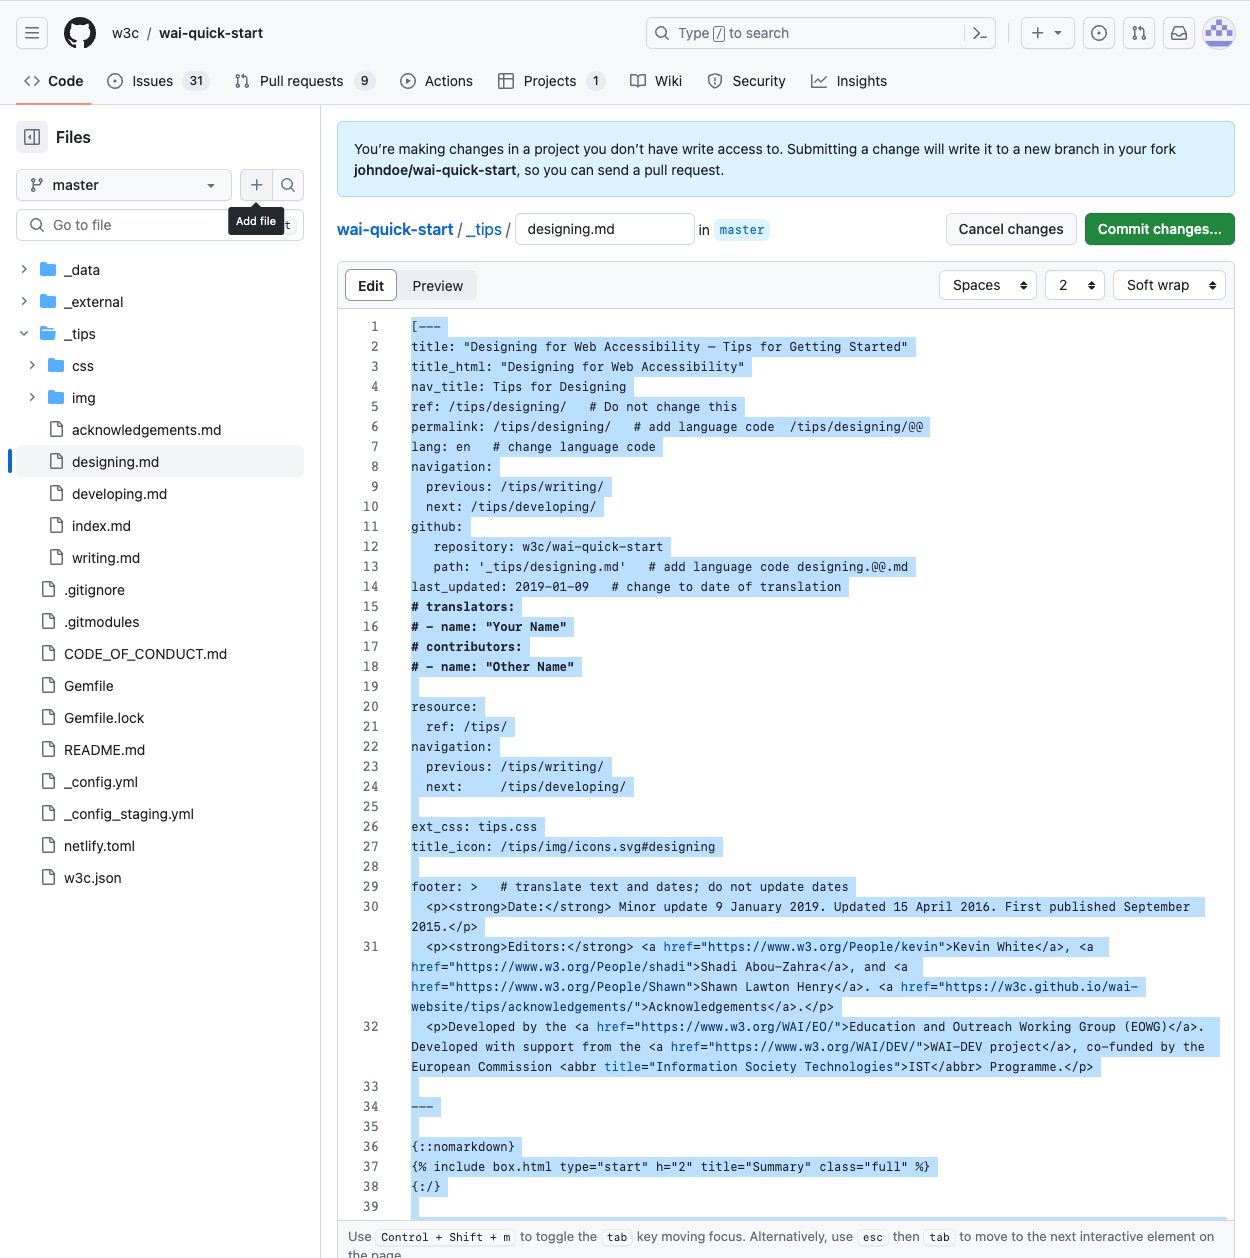 w3c / wai-quick-start
Type / to search
Code
Issues 31
Pull requests 9
Actions
Projects 1
Wiki
Security
Insights
Files
master
Add file
Go to file
t
_data
_external
_tips
css
img
acknowledgements.md
designing.md
developing.md
index.md
writing.md
.gitignore
.gitmodules
CODE_OF_CONDUCT.md
Gemfile
Gemfile.lock
README.md
_config.yml
_config_staging.yml
netlify.toml
w3c.json
You’re making changes in a project you don’t have write access to. Submitting a change will write it to a new branch in your fork
johndoe/wai-quick-start, so you can send a pull request.
wai-quick-start / _tips / designing.md in master
Cancel changes
Commit changes...
Edit
Preview
Spaces
2
Soft wrap
1 [---
2 title: "Designing for Web Accessibility – Tips for Getting Started"
3 title_html: "Designing for Web Accessibility"
4 nav_title: Tips for Designing
5 ref: /tips/designing/   # Do not change this
6 permalink: /tips/designing/   # add language code  /tips/designing/@@
7 lang: en   # change language code
8 navigation:
9   previous: /tips/writing/
10   next: /tips/developing/
11 github:
12    repository: w3c/wai-quick-start
13    path: '_tips/designing.md'   # add language code designing.@@.md
14 last_updated: 2019-01-09   # change to date of translation
15 # translators:
16 # - name: "Your Name"
17 # contributors:
18 # - name: "Other Name"
19
20 resource:
21   ref: /tips/
22 navigation:
23   previous: /tips/writing/
24   next:     /tips/developing/
25
26 ext_css: tips.css
27 title_icon: /tips/img/icons.svg#designing
28
29 footer: >   # translate text and dates; do not update dates
30   <p><strong>Date:</strong> Minor update 9 January 2019. Updated 15 April 2016. First published September
2015.</p>
31   <p><strong>Editors:</strong> <a href="https://www.w3.org/People/kevin">Kevin White</a>, <a
href="https://www.w3.org/People/shadi">Shadi Abou-Zahra</a>, and <a
href="https://www.w3.org/People/Shawn">Shawn Lawton Henry</a>. <a href="https://w3c.github.io/wai-
website/tips/acknowledgements/">Acknowledgements</a>.</p>
32   <p>Developed by the <a href="https://www.w3.org/WAI/EO/">Education and Outreach Working Group (EOWG)</a>.
Developed with support from the <a href="https://www.w3.org/WAI/DEV/">WAI-DEV project</a>, co-funded by the
European Commission <abbr title="Information Society Technologies">IST</abbr> Programme.</p>
33
34 ---
35
36 {::nomarkdown}
37 {% include box.html type="start" h="2" title="Summary" class="full" %}
38 {:/}
39
Use Control + Shift + m to toggle the tab key moving focus. Alternatively, use esc then tab to move to the next interactive element on
the page.